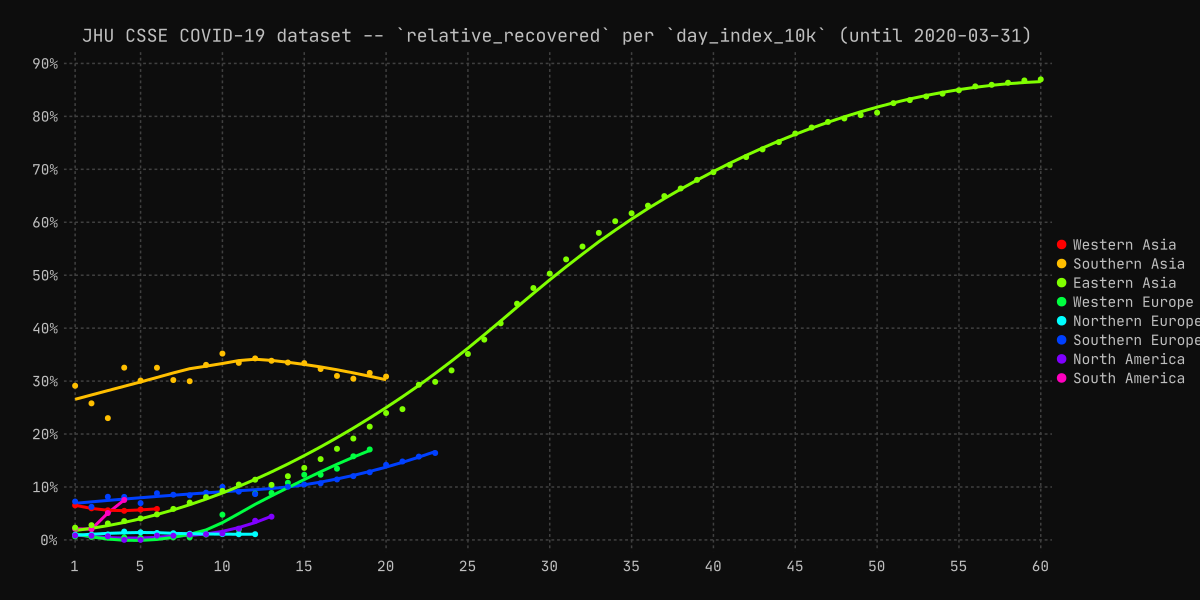 JHU CSSE COVID-19 dataset -- `relative_recovered` per `day_index_10k` (until 2020-03-31)
90%
80%
70%
60%
50%
40%
30%
20%
10%
0%
1 5 10 15 20 25 30 35 40 45 50 55 60
Western Asia
Southern Asia
Eastern Asia
Western Europe
Northern Europe
Southern Europe
North America
South America